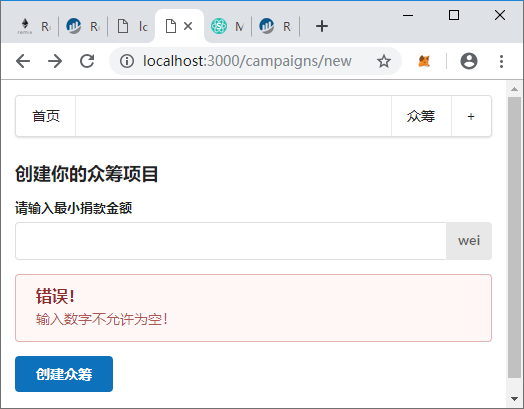 R
Re
Ic
M
R
localhost:3000/campaigns/new
首页
众筹
+
创建你的众筹项目
请输入最小捐款金额
wei
错误!
输入数字不允许为空!
创建众筹